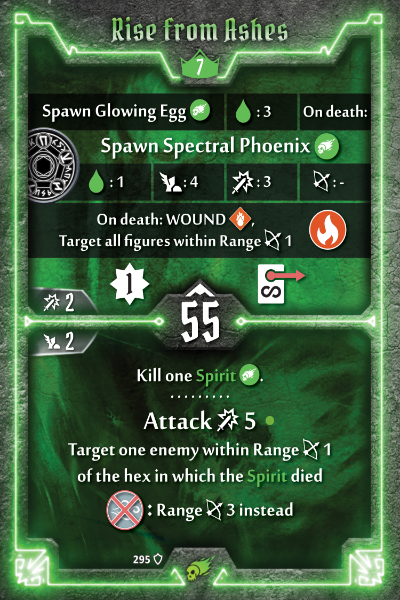 Rise from Ashes
7
Spawn Glowing Egg : 3 On death:
Spawn Spectral Phoenix
: 1 : 4 : 3 : -
On death: WOUND ,
Target all figures within Range 1
1
S
2
55
2
Kill one Spirit .
.........
Attack 5
Target one enemy within Range 1
of the hex in which the Spirit died
: Range 3 instead
295